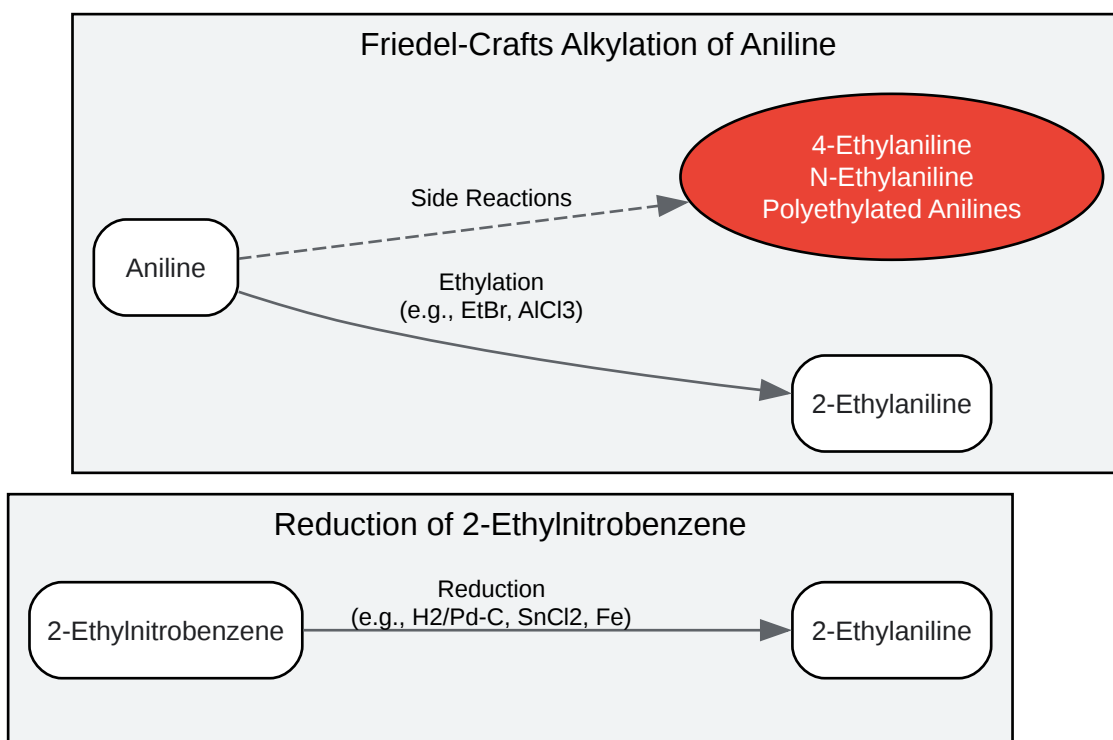 Friedel-Crafts Alkylation of Aniline
4-Ethylaniline
N-Ethylaniline
Polyethylated Anilines
Side Reactions
Aniline
Ethylation
(e.g., EtBr, AlCl3)
2-Ethylaniline
Reduction of 2-Ethylnitrobenzene
Reduction
(e.g., H2/Pd-C, SnCl2, Fe)
2-Ethylnitrobenzene
2-Ethylaniline